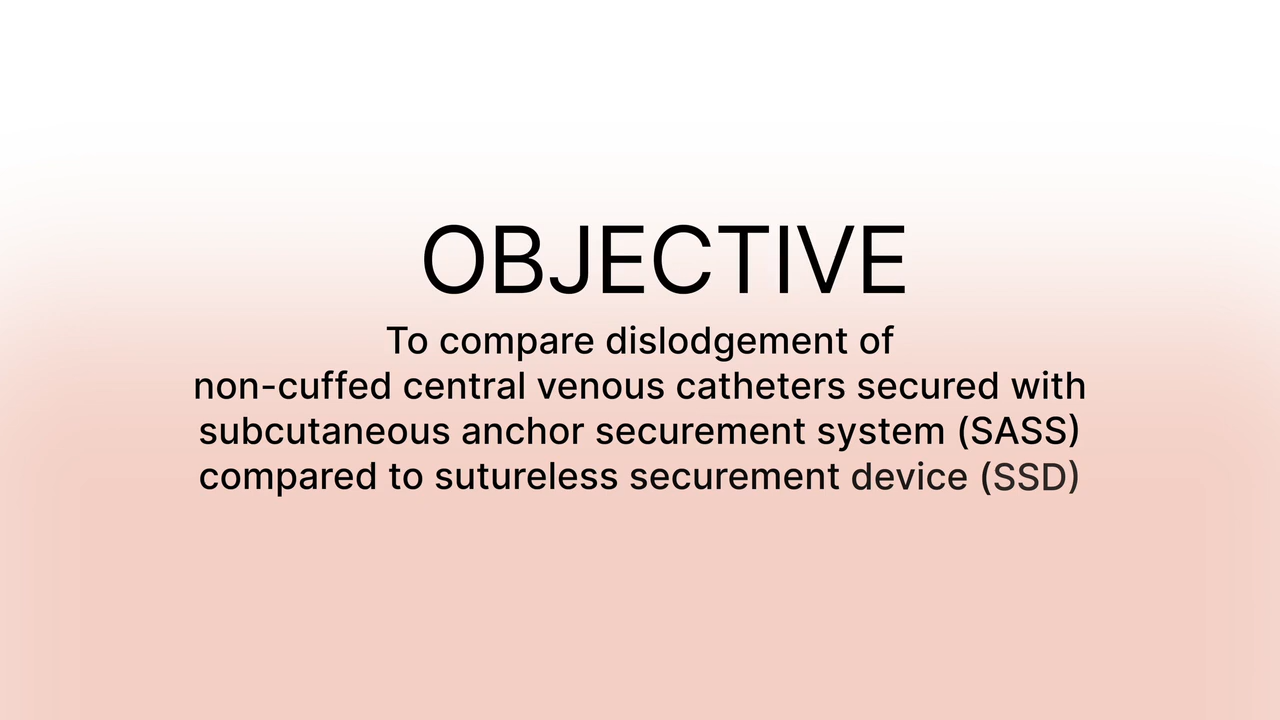 OBJECTIVE
To compare dislodgement of
non-cuffed central venous catheters secured with
subcutaneous anchor securement system (SASS)
compared to sutureless securement device (SSD)